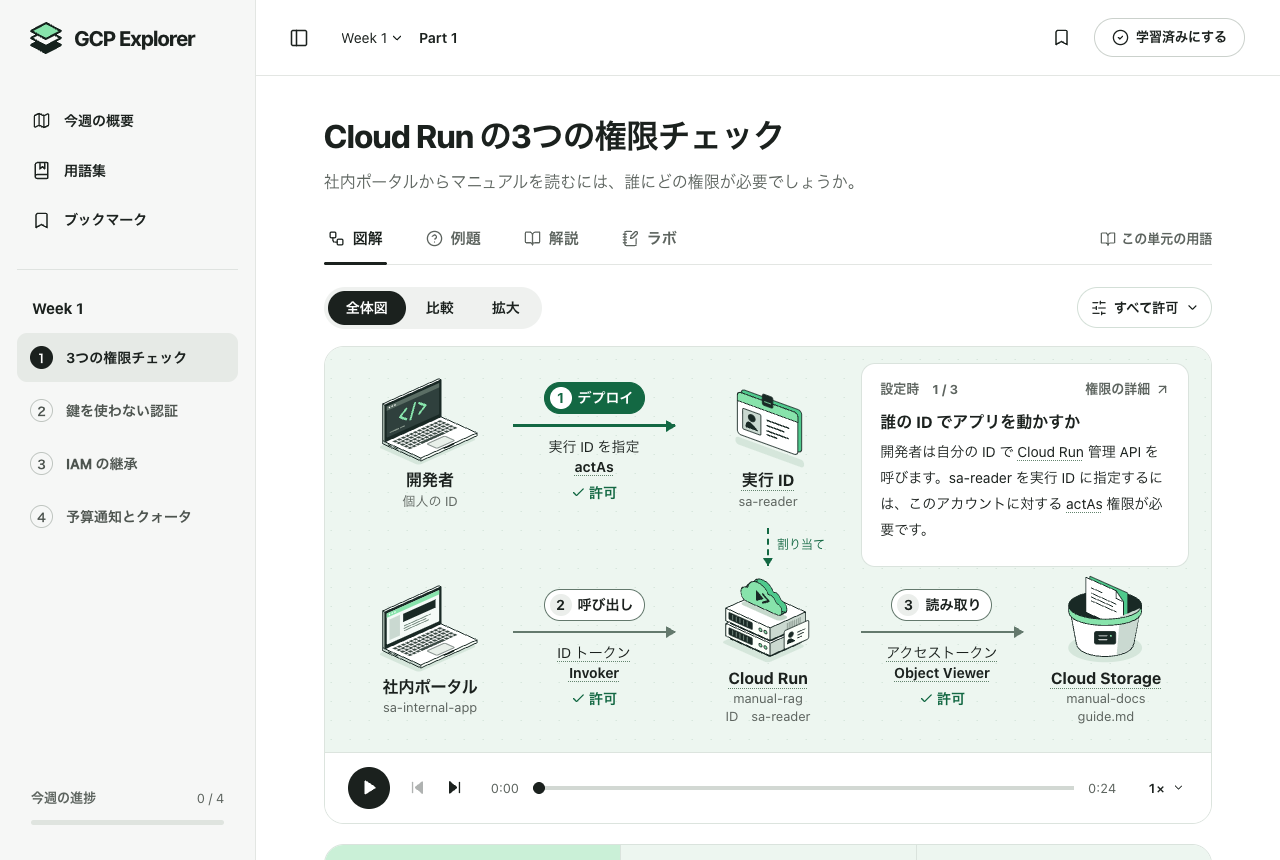 GCP Explorer
今週の概要
用語集
ブックマーク
Week 1
1 3つの権限チェック
2 鍵を使わない認証
3 IAM の継承
4 予算通知とクォータ
今週の進捗 0 / 4
Week 1 Part 1
学習済みにする
Cloud Run の3つの権限チェック
社内ポータルからマニュアルを読むには、誰にどの権限が必要でしょうか。
図解 例題 解説 ラボ
この単元の用語
全体図 比較 拡大
すべて許可
</>
開発者
個人の ID
1 デプロイ
実行 ID を指定
actAs
許可
実行 ID
sa-reader
設定時 1 / 3 権限の詳細
誰の ID でアプリを動かすか
開発者は自分の ID で Cloud Run 管理 API を
呼びます。sa-reader を実行 ID に指定するに
は、このアカウントに対する actAs 権限が必
要です。
割り当て
社内ポータル
sa-internal-app
2 呼び出し
ID トークン
Invoker
許可
Cloud Run
manual-rag
ID sa-reader
3 読み取り
アクセストークン
Object Viewer
許可
Cloud Storage
manual-docs
guide.md
0:00 0:24 1×